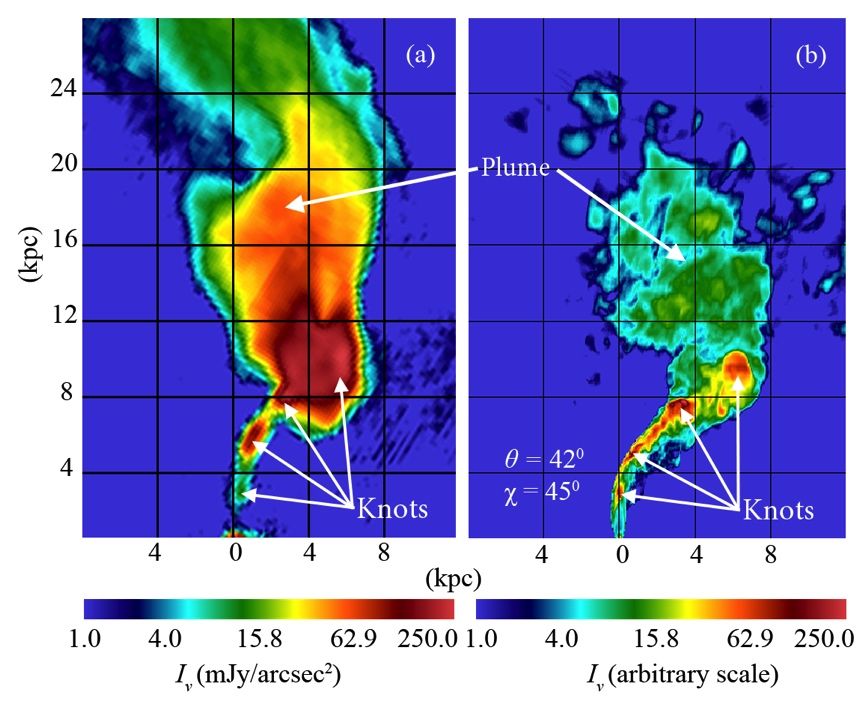 (a) (b)
24
20
16
12
8
4
(kpc)
Plume
Knots
θ = 42⁰
χ = 45⁰
Knots
4 0 4 8 4 0 4 8
(kpc)
1.0 4.0 15.8 62.9 250.0 1.0 4.0 15.8 62.9 250.0
Iν (mJy/arcsec²) Iν (arbitrary scale)